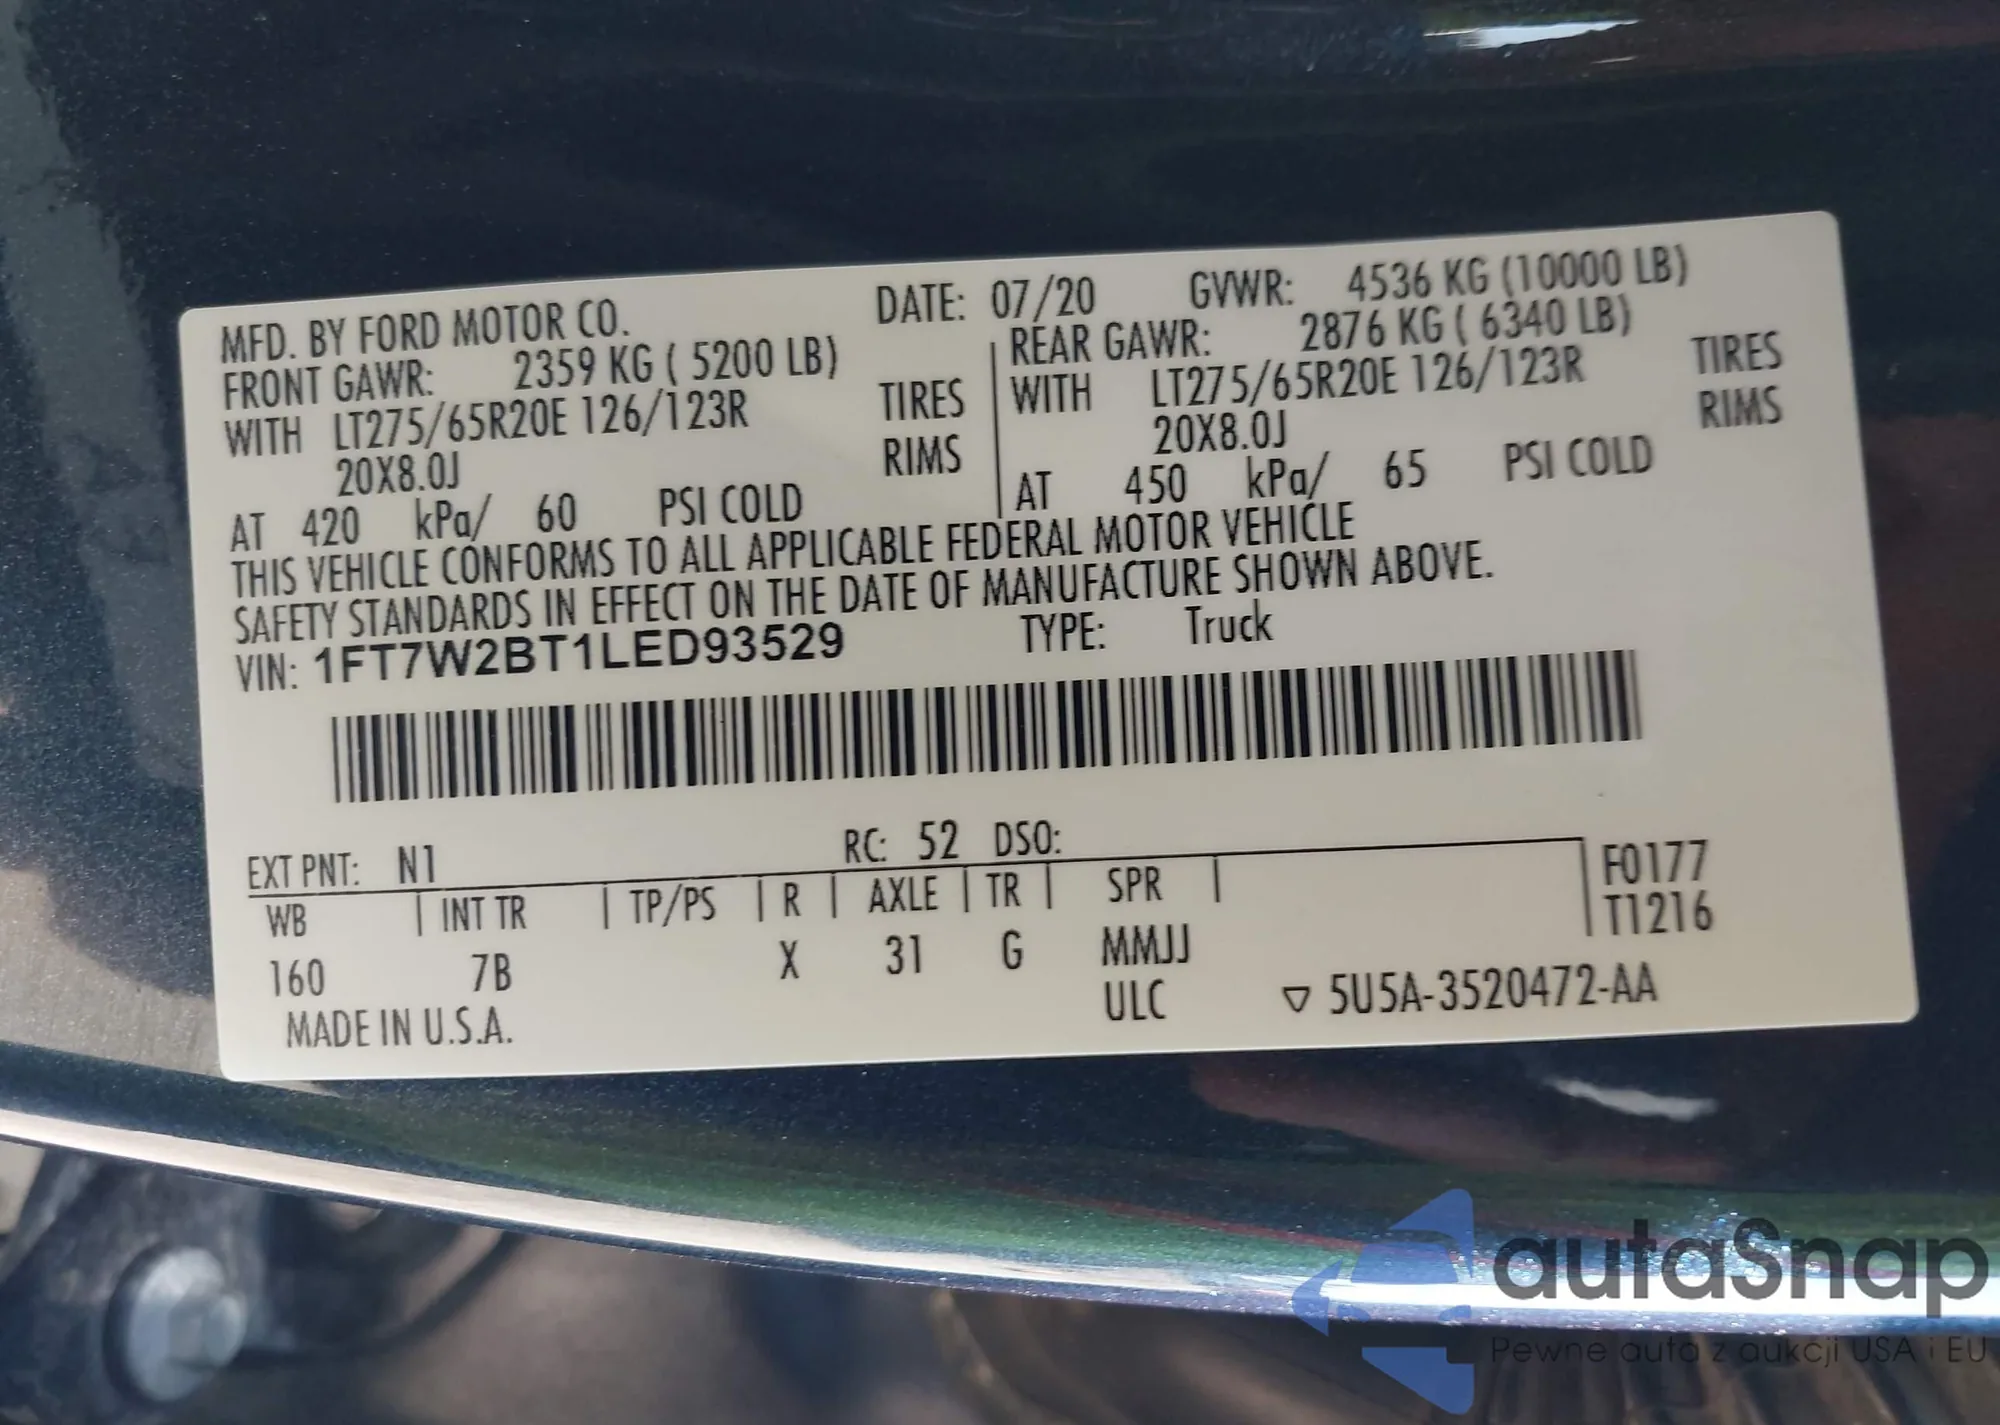 MFD. BY FORD MOTOR CO. DATE: 07/20 GVWR: 4536 KG (10000 LB)
FRONT GAWR: 2359 KG ( 5200 LB) REAR GAWR: 2876 KG ( 6340 LB)
WITH LT275/65R20E 126/123R TIRES WITH LT275/65R20E 126/123R TIRES
20X8.0J RIMS 20X8.0J RIMS
AT 420 kPa/ 60 PSI COLD AT 450 kPa/ 65 PSI COLD
THIS VEHICLE CONFORMS TO ALL APPLICABLE FEDERAL MOTOR VEHICLE
SAFETY STANDARDS IN EFFECT ON THE DATE OF MANUFACTURE SHOWN ABOVE.
VIN: 1FT7W2BT1LED93529 TYPE: Truck
EXT PNT: N1 RC: 52 DSO:
WB | INT TR | TP/PS | R | AXLE | TR | SPR | F0177
T1216
160 7B X 31 G MMJJ
MADE IN U.S.A. ULC ▽ 5U5A-3520472-AA
autaSnap
Pewne auta z aukcji USA i EU